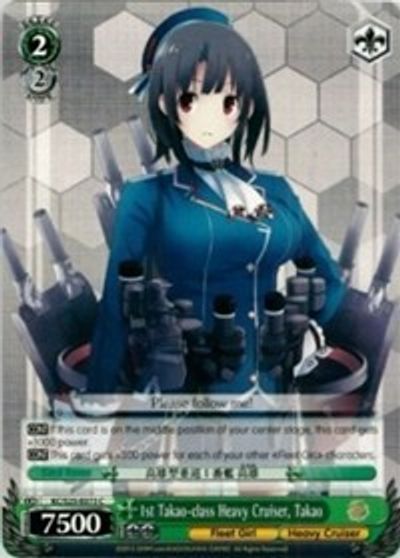 2
2
Please follow me!
CONT If this card is on the middle position of your center stage, this card gets
+1000 power.
CONT This card gets +300 power for each of your other «Fleet Girl» characters.
高雄型重巡1番艦 高雄
1st Takao-class Heavy Cruiser, Takao
7500
Fleet Girl
Heavy Cruiser